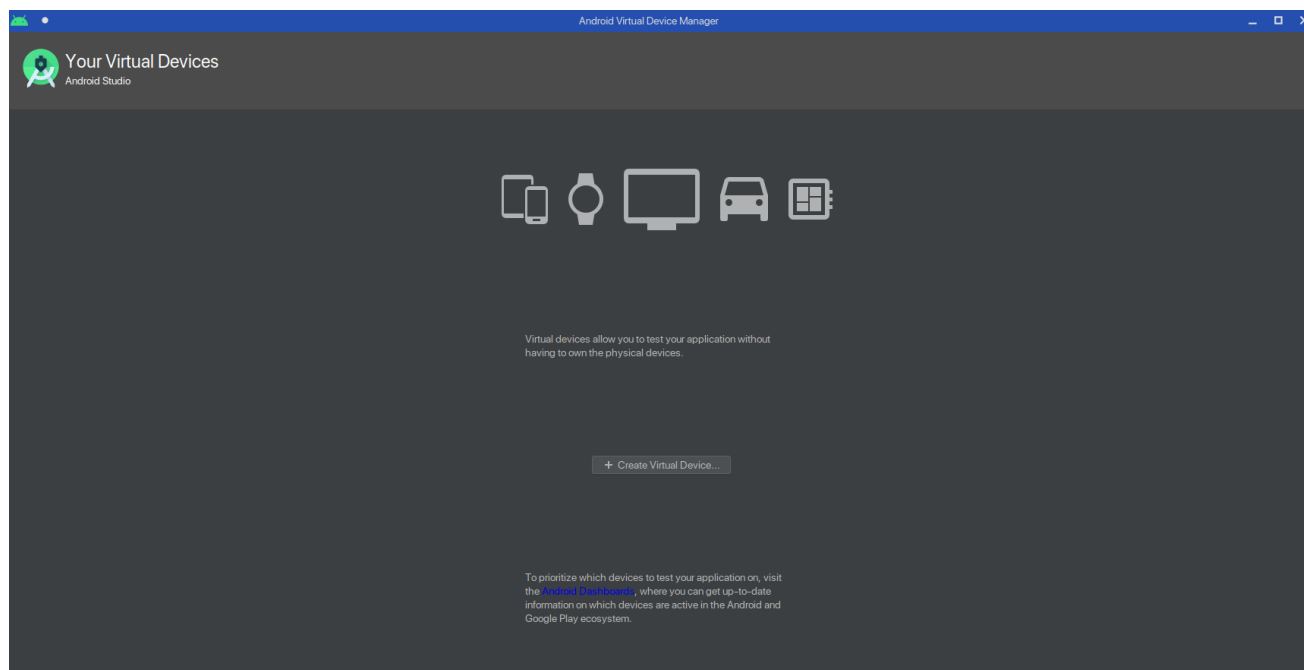 Android Virtual Device Manager
Your Virtual Devices
Android Studio
Virtual devices allow you to test your application without
having to own the physical devices.
+ Create Virtual Device...
To prioritize which devices to test your application on, visit
the Android Dashboards, where you can get up-to-date
information on which devices are active in the Android and
Google Play ecosystem.